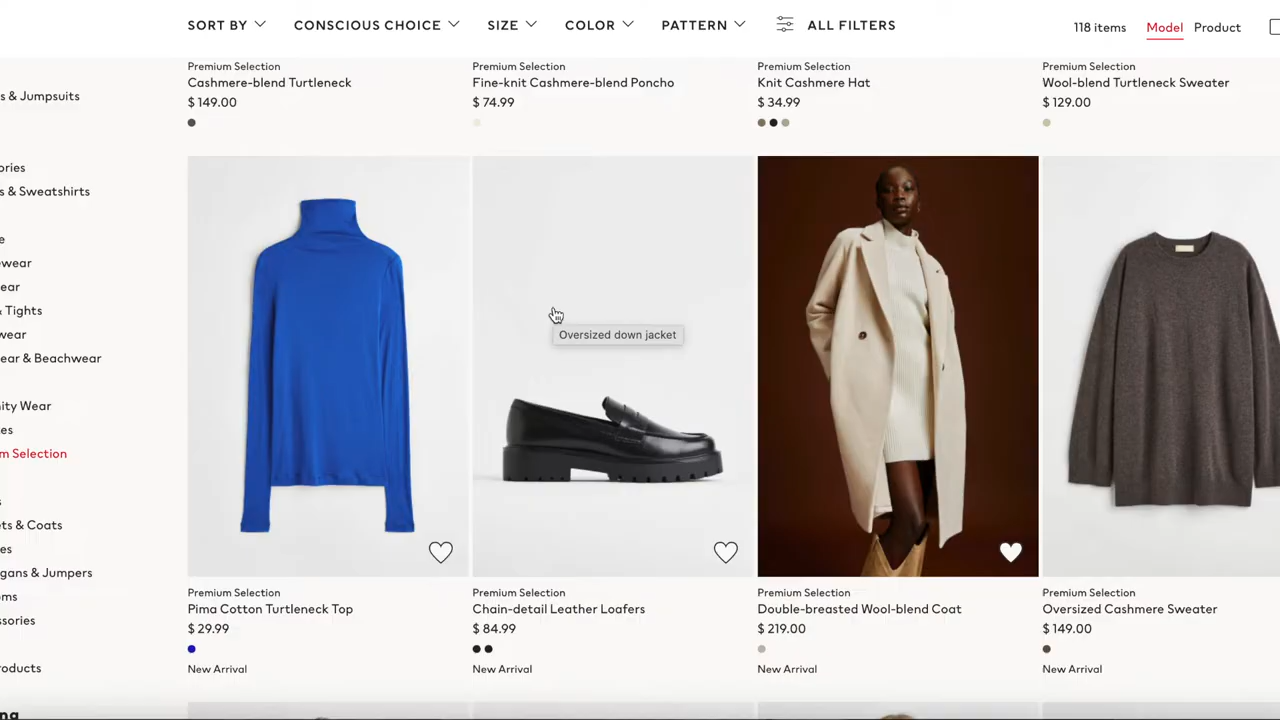 SORT BY CONSCIOUS CHOICE SIZE COLOR PATTERN ALL FILTERS 118 items Model Product
Premium Selection Premium Selection Premium Selection Premium Selection
Cashmere-blend Turtleneck Fine-knit Cashmere-blend Poncho Knit Cashmere Hat Wool-blend Turtleneck Sweater
$ 149.00 $ 74.99 $ 34.99 $ 129.00
s & Jumpsuits
ories
s & Sweatshirts
e
wear
ear
& Tights
wear
ear & Beachwear
ity Wear
es
m Selection
s
ets & Coats
es
gans & Jumpers
oms
ssories
oducts
ng
Oversized down jacket
Premium Selection Premium Selection Premium Selection Premium Selection
Pima Cotton Turtleneck Top Chain-detail Leather Loafers Double-breasted Wool-blend Coat Oversized Cashmere Sweater
$ 29.99 $ 84.99 $ 219.00 $ 149.00
New Arrival New Arrival New Arrival New Arrival